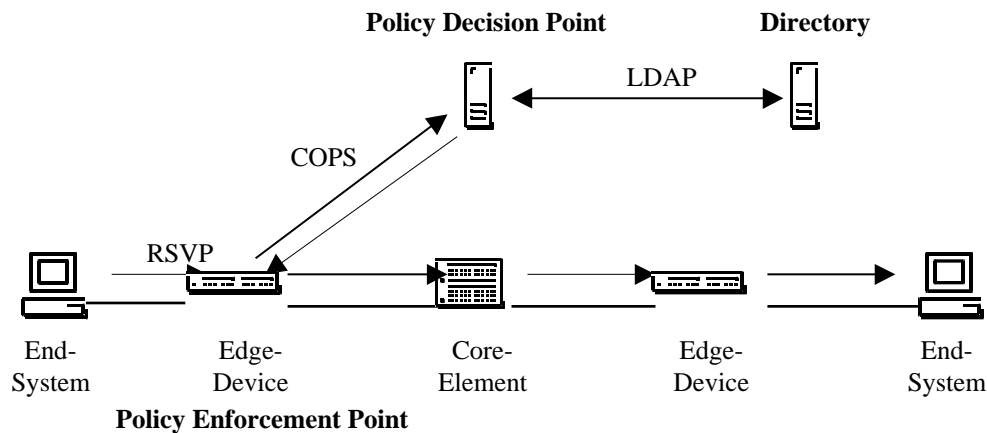 Policy Decision Point
Directory
LDAP
COPS
RSVP
End-
System
Edge-
Device
Core-
Element
Edge-
Device
End-
System
Policy Enforcement Point